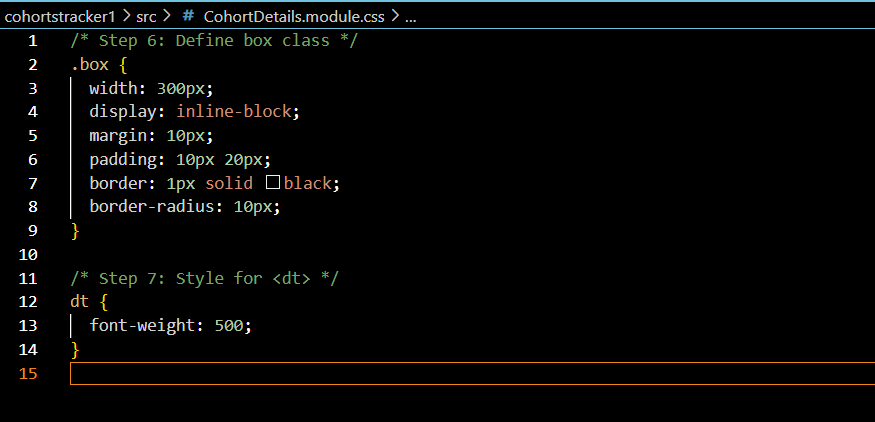 cohortstracker1 > src > # CohortDetails.module.css > ...
1 /* Step 6: Define box class */
2 .box {
3 width: 300px;
4 display: inline-block;
5 margin: 10px;
6 padding: 10px 20px;
7 border: 1px solid black;
8 border-radius: 10px;
9 }
10
11 /* Step 7: Style for <dt> */
12 dt {
13 font-weight: 500;
14 }
15